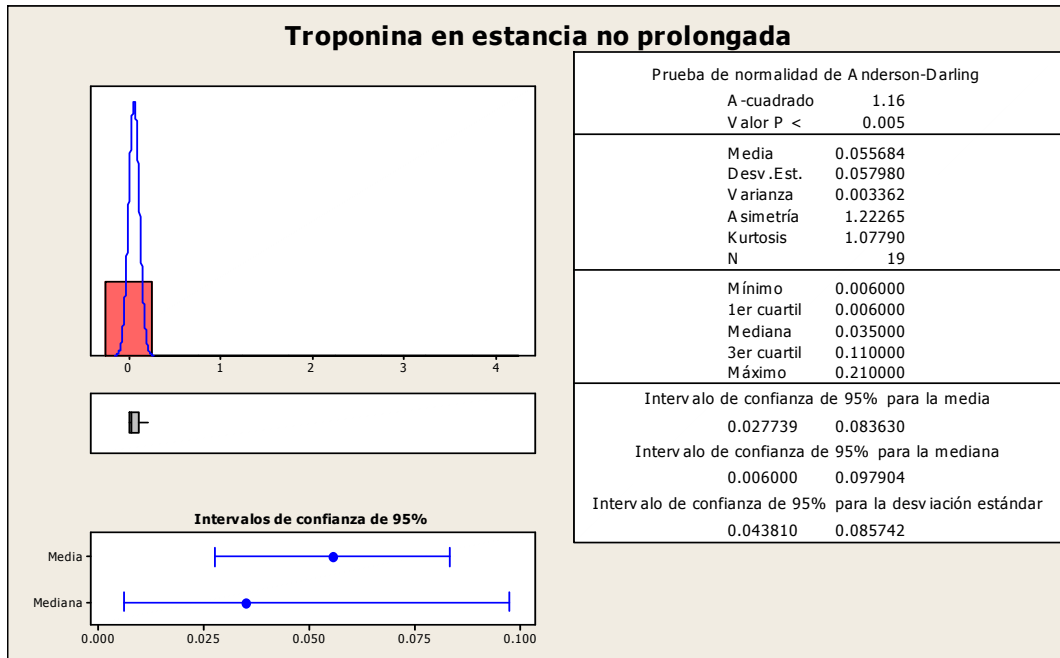 Troponina en estancia no prolongada
0 1 2 3 4
Intervalos de confianza de 95%
Media
Mediana
0.000 0.025 0.050 0.075 0.100
Prueba de normalidad de Anderson-Darling
A-cuadrado 1.16
Valor P < 0.005
Media 0.055684
Desv.Est. 0.057980
Varianza 0.003362
Asimetría 1.22265
Kurtosis 1.07790
N 19
Mínimo 0.006000
1er cuartil 0.006000
Mediana 0.035000
3er cuartil 0.110000
Máximo 0.210000
Intervalo de confianza de 95% para la media
0.027739 0.083630
Intervalo de confianza de 95% para la mediana
0.006000 0.097904
Intervalo de confianza de 95% para la desviación estándar
0.043810 0.085742